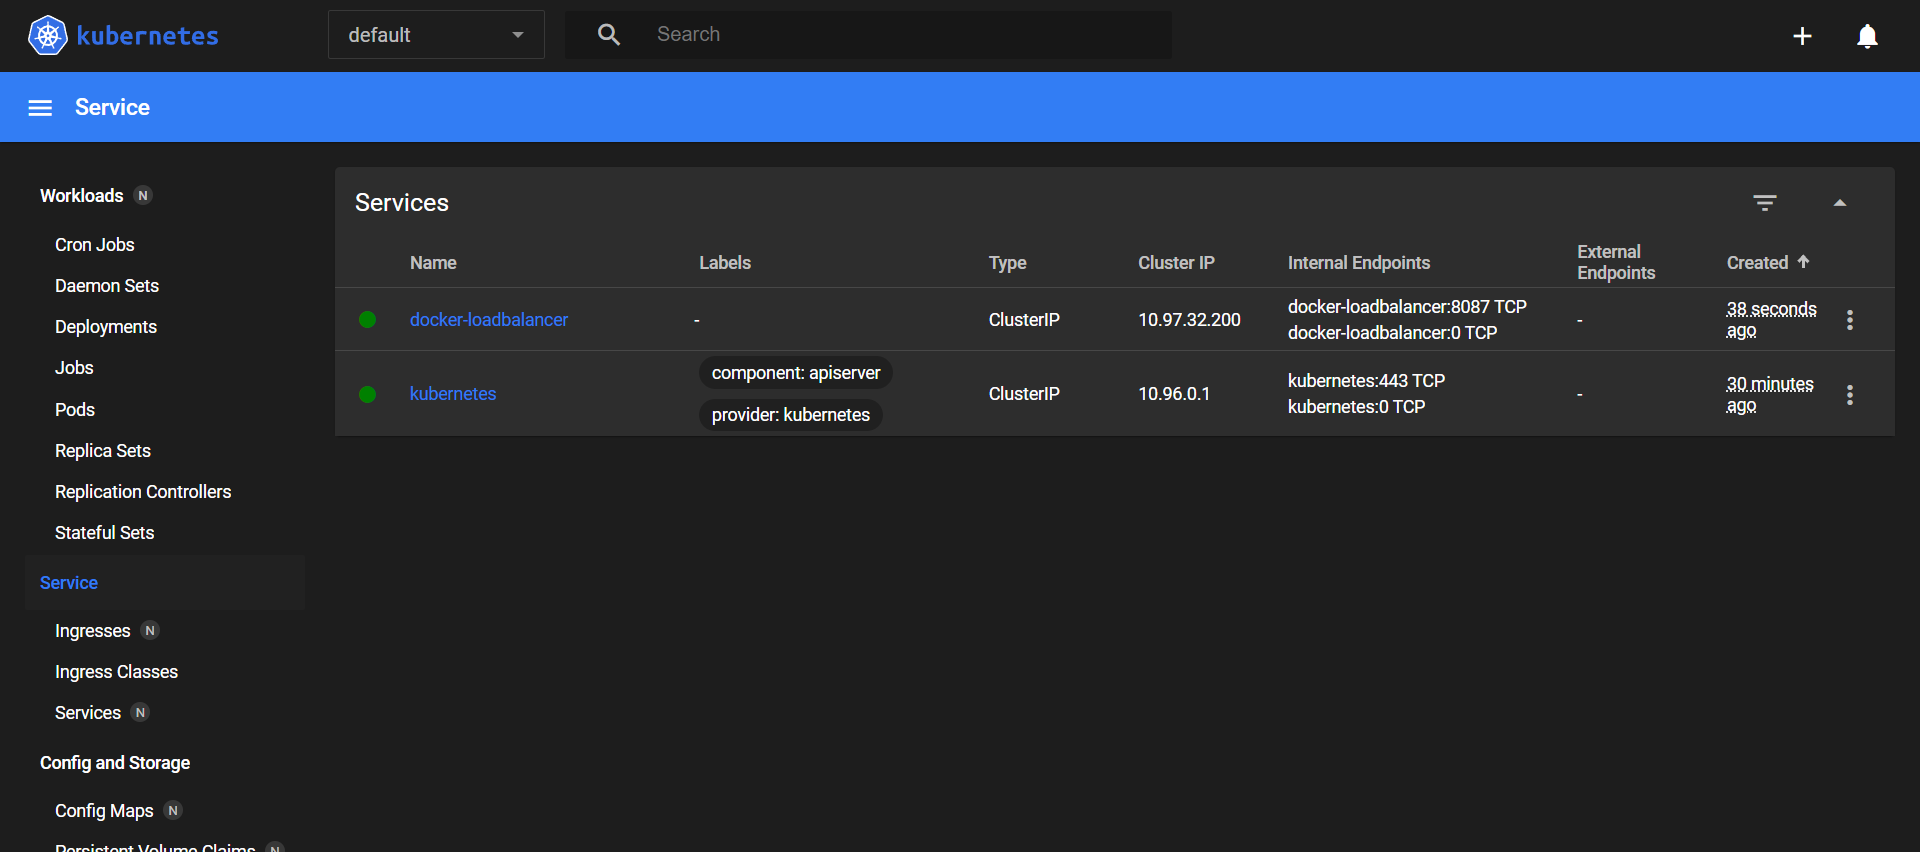 kubernetes
default
Search
Service
Workloads N
Cron Jobs
Daemon Sets
Deployments
Jobs
Pods
Replica Sets
Replication Controllers
Stateful Sets
Service
Ingresses N
Ingress Classes
Services N
Config and Storage
Config Maps N
Persistent Volume Claims N
Services
Name Labels Type Cluster IP Internal Endpoints External Endpoints Created
docker-loadbalancer - ClusterIP 10.97.32.200 docker-loadbalancer:8087 TCP - 38 seconds ago
docker-loadbalancer:0 TCP
kubernetes component: apiserver ClusterIP 10.96.0.1 kubernetes:443 TCP - 30 minutes ago
provider: kubernetes kubernetes:0 TCP